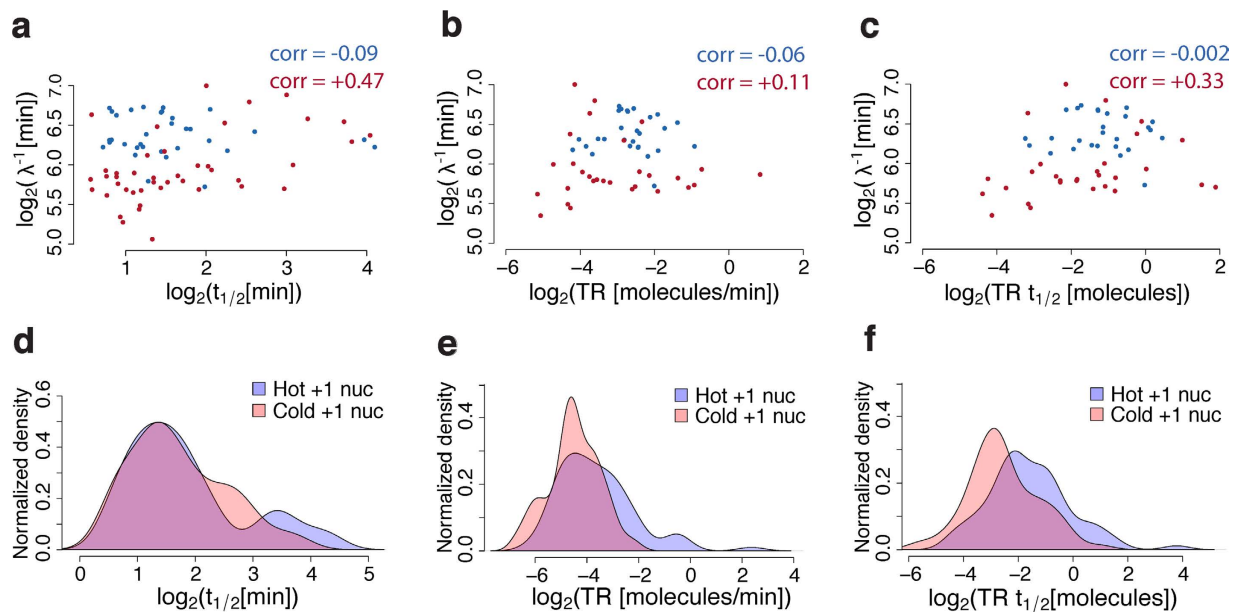 a
corr = -0.09
corr = +0.47
log2( λ-1 [min])
5.0 5.5 6.0 6.5 7.0
1 2 3 4
log2(t1/2[min])
b
corr = -0.06
corr = +0.11
log2( λ-1 [min])
5.0 5.5 6.0 6.5 7.0
−6 −4 −2 0 2
log2(TR [molecules/min])
c
corr = -0.002
corr = +0.33
log2( λ-1 [min])
5.0 5.5 6.0 6.5 7.0
−6 −4 −2 0 2
log2(TR t1/2 [molecules])
d
Hot +1 nuc
Cold +1 nuc
Normalized density
0.0 0.2 0.4 0.6
0 1 2 3 4 5
log2(t1/2[min])
e
Hot +1 nuc
Cold +1 nuc
Normalized density
0.0 0.2 0.4
−6 −4 −2 0 2 4
log2(TR [molecules/min])
f
Hot +1 nuc
Cold +1 nuc
Normalized density
0.0 0.2 0.4
−6 −4 −2 0 2 4
log2(TR t1/2 [molecules])